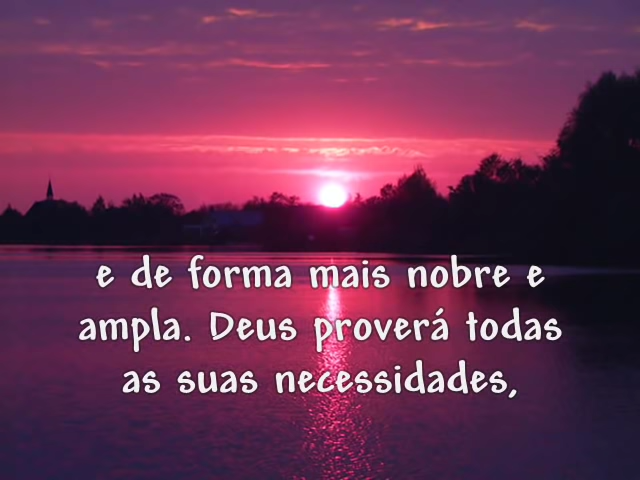 e de forma mais nobre e
ampla. Deus proverá todas
as suas necessidades,